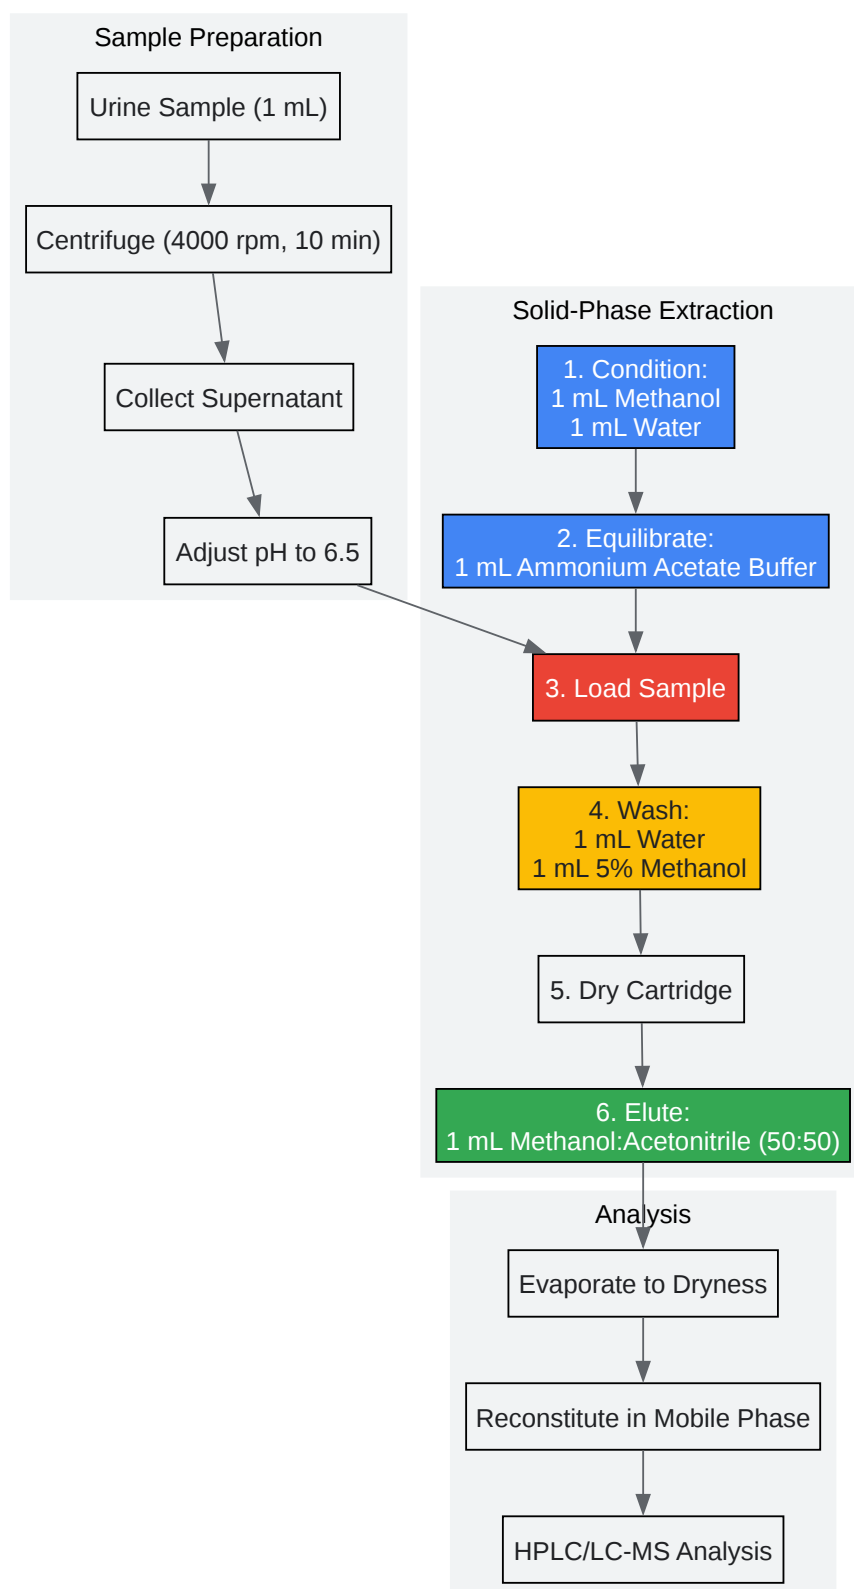 Sample Preparation
Urine Sample (1 mL)
Centrifuge (4000 rpm, 10 min)
Collect Supernatant
Adjust pH to 6.5
Solid-Phase Extraction
1. Condition:
1 mL Methanol
1 mL Water
2. Equilibrate:
1 mL Ammonium Acetate Buffer
3. Load Sample
4. Wash:
1 mL Water
1 mL 5% Methanol
5. Dry Cartridge
6. Elute:
1 mL Methanol:Acetonitrile (50:50)
Analysis
Evaporate to Dryness
Reconstitute in Mobile Phase
HPLC/LC-MS Analysis